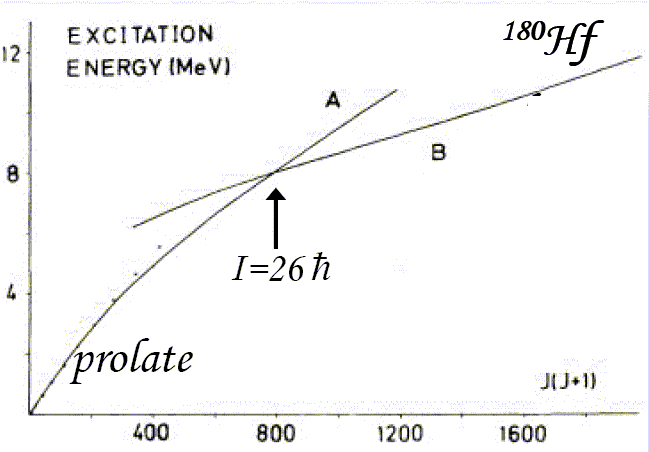 EXCITATION
ENERGY (MeV)
¹⁸⁰Hf
12
A
B
8
I=26ħ
4
prolate
J(J+1)
400 800 1200 1600